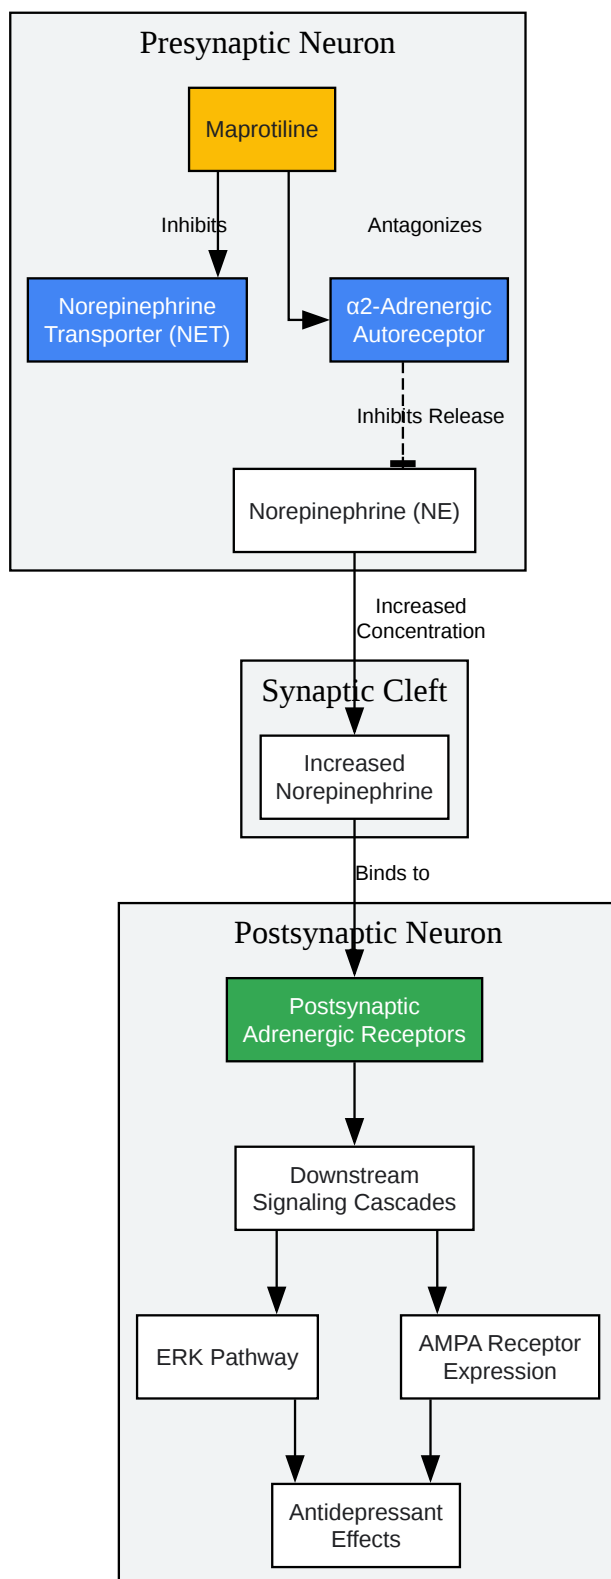 Presynaptic Neuron
Maprotiline
Inhibits
Antagonizes
Norepinephrine
Transporter (NET)
α2-Adrenergic
Autoreceptor
Inhibits Release
Norepinephrine (NE)
Increased
Concentration
Synaptic Cleft
Increased
Norepinephrine
Binds to
Postsynaptic Neuron
Postsynaptic
Adrenergic Receptors
Downstream
Signaling Cascades
ERK Pathway
AMPA Receptor
Expression
Antidepressant
Effects